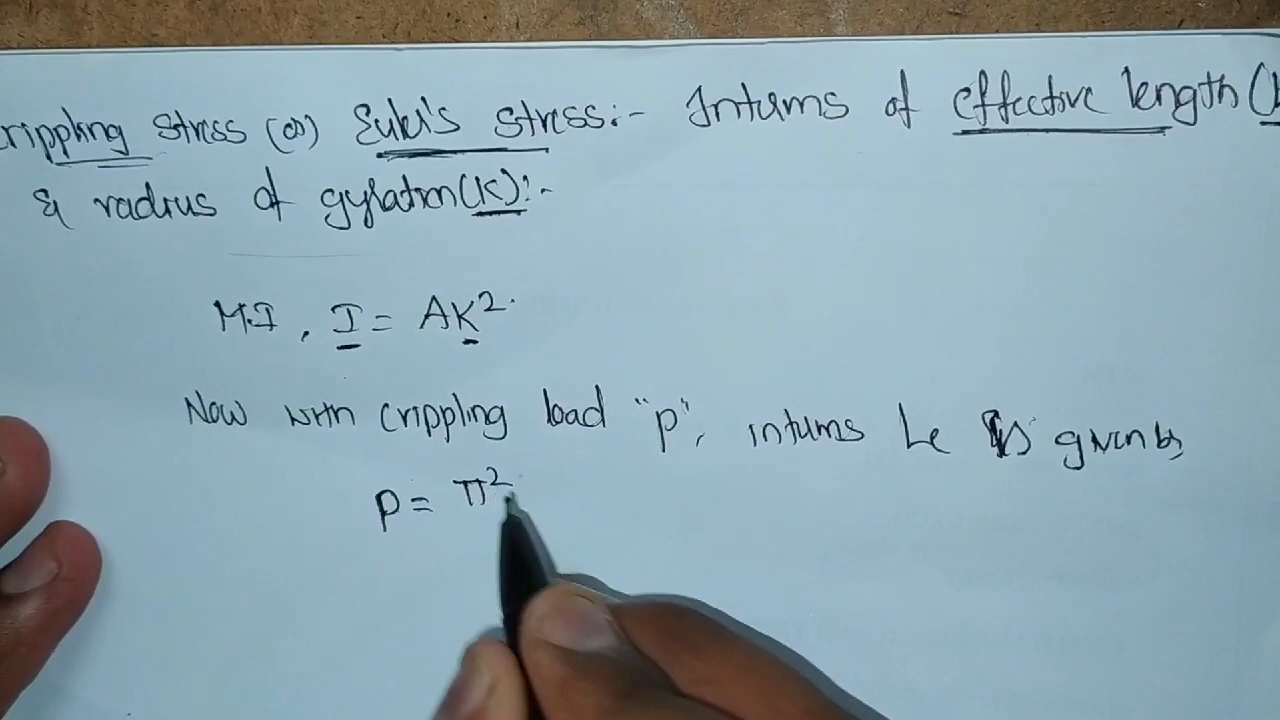 rippling stress (or) Euler's stress:- Interms of effective length (
& radius of gyration (K):-
M.I , I = AK².
Now with crippling load "p", interms Le is given by
P = π²